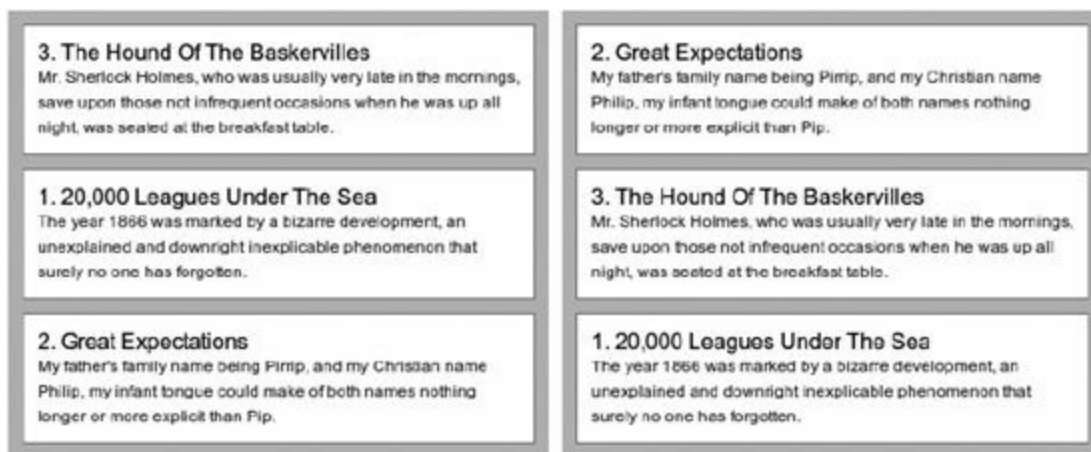 3. The Hound Of The Baskervilles
Mr. Sherlock Holmes, who was usually very late in the mornings,
save upon those not infrequent occasions when he was up all
night, was seated at the breakfast table.
1. 20,000 Leagues Under The Sea
The year 1866 was marked by a bizarre development, an
unexplained and downright inexplicable phenomenon that
surely no one has forgotten.
2. Great Expectations
My father's family name being Pirrip, and my Christian name
Philip, my infant tongue could make of both names nothing
longer or more explicit than Pip.
2. Great Expectations
My father's family name being Pirrip, and my Christian name
Philip, my infant tongue could make of both names nothing
longer or more explicit than Pip.
3. The Hound Of The Baskervilles
Mr. Sherlock Holmes, who was usually very late in the mornings,
save upon those not infrequent occasions when he was up all
night, was seated at the breakfast table.
1. 20,000 Leagues Under The Sea
The year 1866 was marked by a bizarre development, an
unexplained and downright inexplicable phenomenon that
surely no one has forgotten.